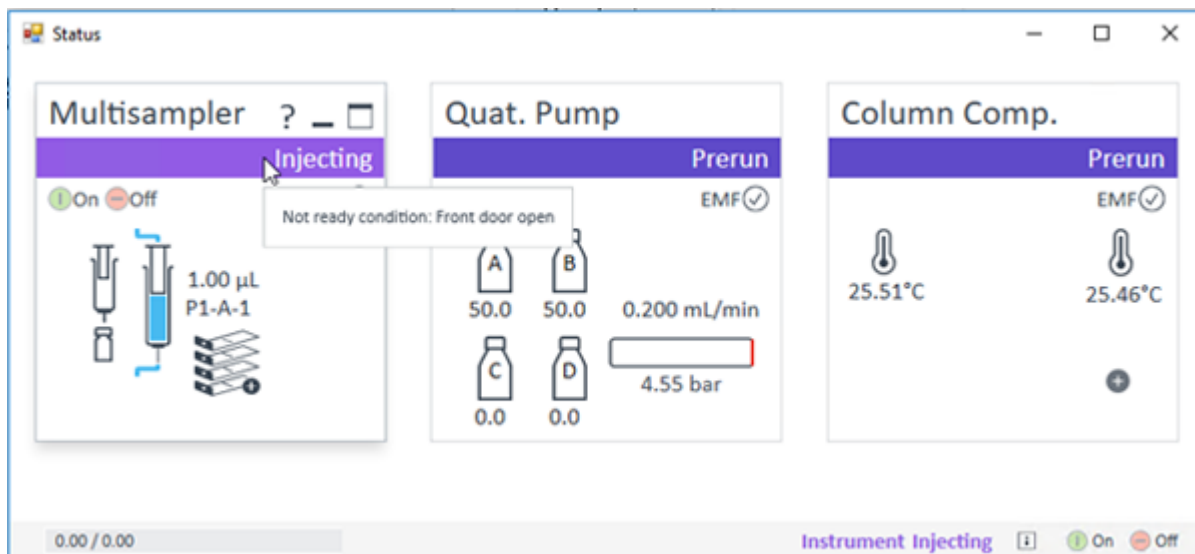 Status
Multisampler ?
Injecting
On Off
Not ready condition: Front door open
1.00 µL
P1-A-1
Quat. Pump
Prerun
EMF
A B
50.0 50.0 0.200 mL/min
C D
4.55 bar
0.0 0.0
Column Comp.
Prerun
EMF
25.51°C
25.46°C
0.00 / 0.00
Instrument Injecting
On Off